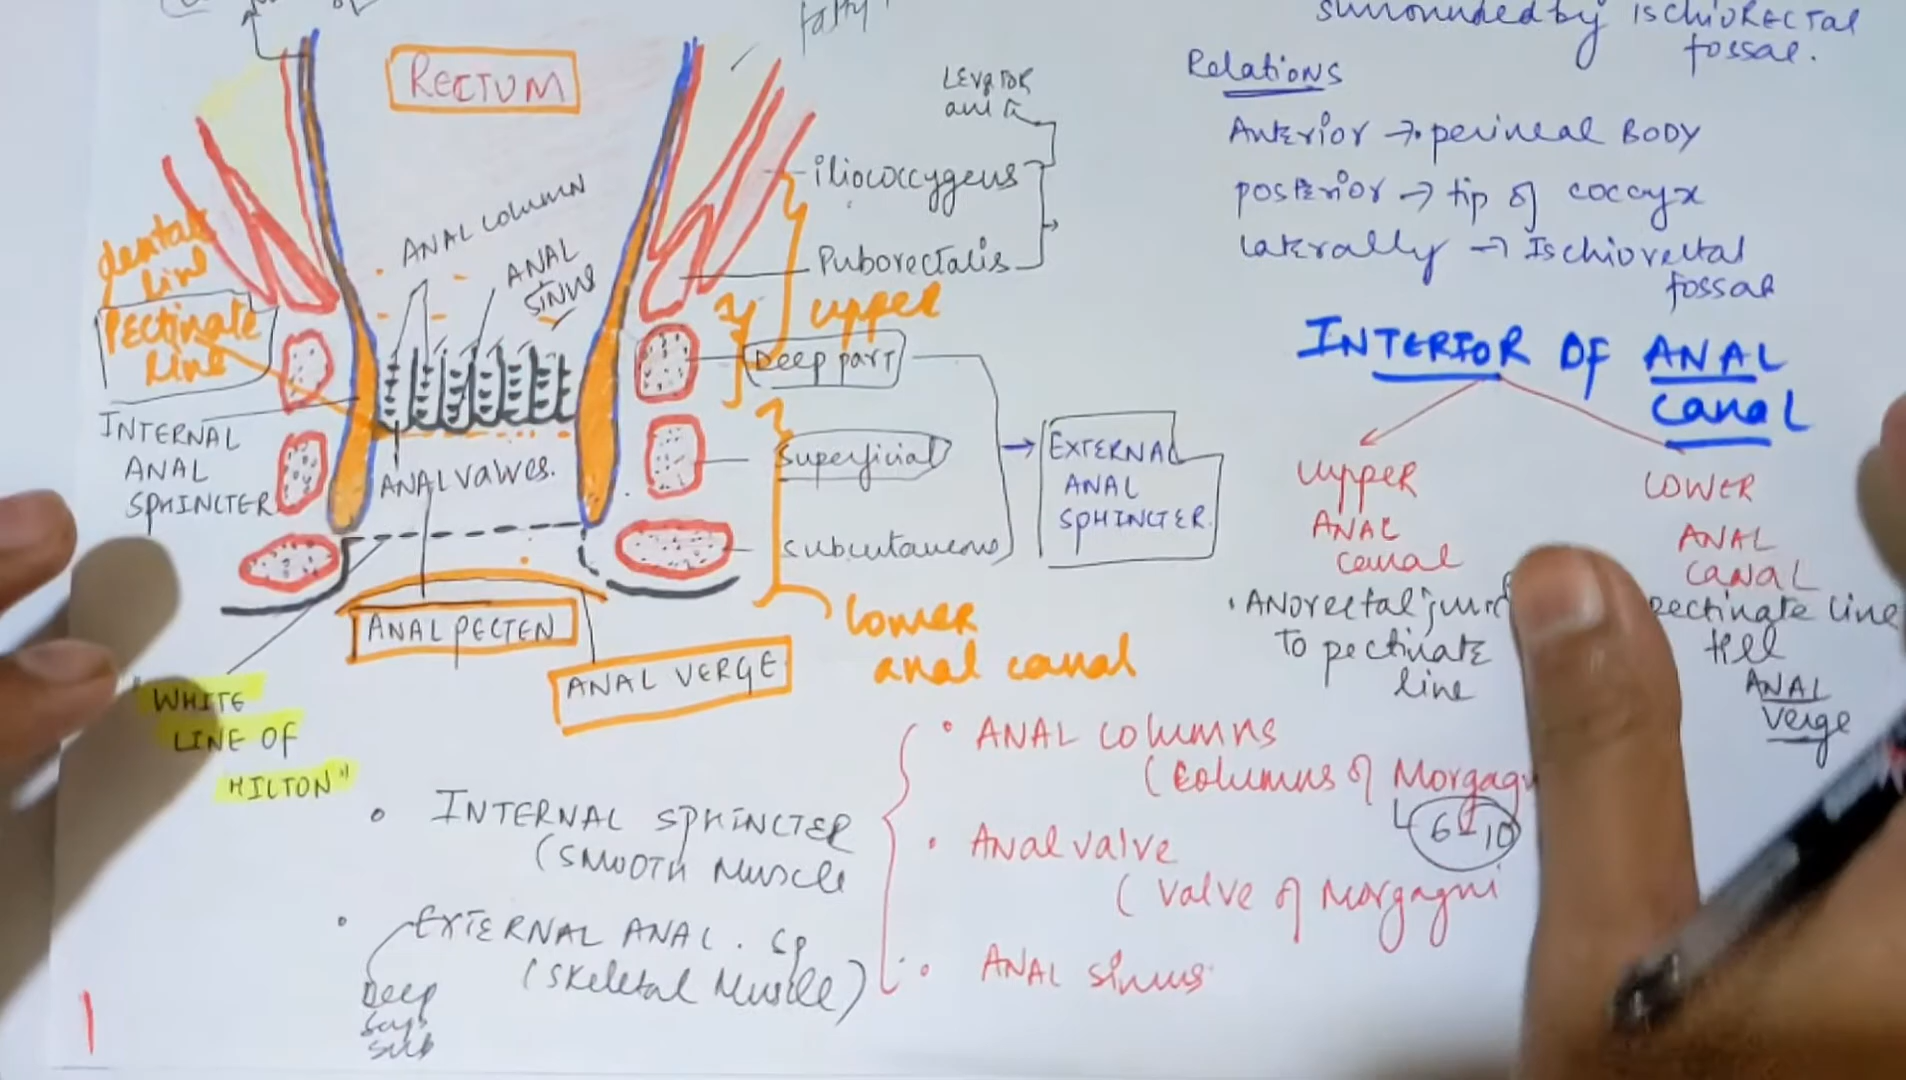 fatty
surrounded by ISCHIORECTAL
fossae.
RECTUM
Relations
LEVATOR
ani
Anterior → perineal BODY
posterior → tip of coccyx
laterally → Ischiorectal
fossae
iliococcygeus
Puborectalis
ANAL COLUMN
ANAL
SINUS
dentate
line
Pectinate
line
upper
Deep part
Superficial
Subcutaneous
EXTERNAL
ANAL
SPHINCTER
INTERNAL
ANAL
SPHINCTER
ANAL VALVES.
INTERIOR OF ANAL
canal
upper
ANAL
canal
LOWER
ANAL
CANAL
ANorectal junc
To pectinate
line
Pectinate line
till
ANAL
verge
ANAL PECTEN
ANAL VERGE
Lower
anal canal
"WHITE
LINE OF
HILTON"
• INTERNAL SPHINCTER
(SMOOTH Muscle
• EXTERNAL ANAL. SP
(Skeletal Muscle)
Deep
Sup
Sub
• ANAL columns
(columns of Morgagn
6-10
• Anal valve
(valve of Morgagni
• ANAL sinus
1